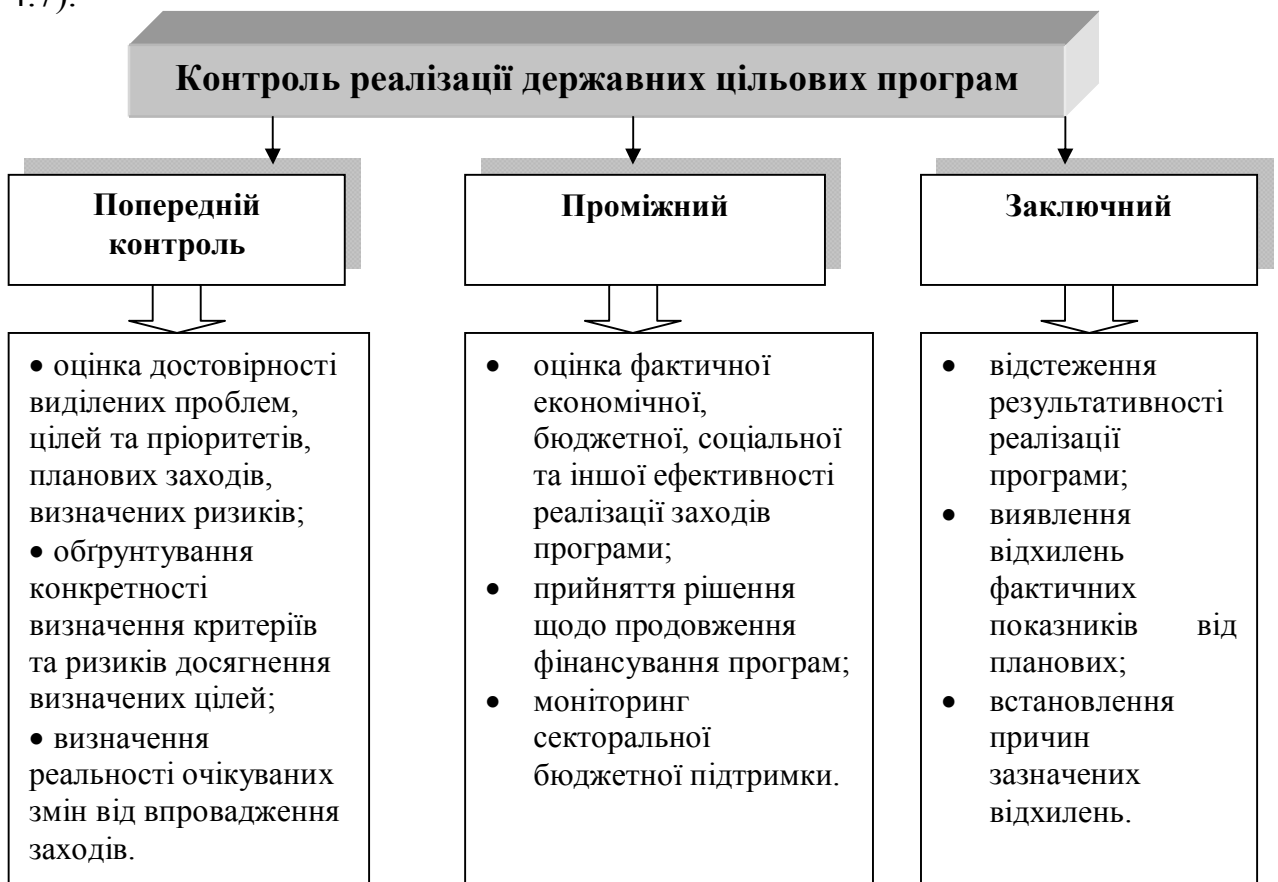 4.7).
Контроль реалізації державних цільових програм
Попередній
контроль
Проміжний
Заключний
• оцінка достовірності
виділених проблем,
цілей та пріоритетів,
планових заходів,
визначених ризиків;
• обґрунтування
конкретності
визначення критеріїв
та ризиків досягнення
визначених цілей;
• визначення
реальності очікуваних
змін від впровадження
заходів.
• оцінка фактичної
економічної,
бюджетної, соціальної
та іншої ефективності
реалізації заходів
програми;
• прийняття рішення
щодо продовження
фінансування програм;
• моніторинг
секторальної
бюджетної підтримки.
• відстеження
результативності
реалізації
програми;
• виявлення
відхилень
фактичних
показників від
планових;
• встановлення
причин
зазначених
відхилень.